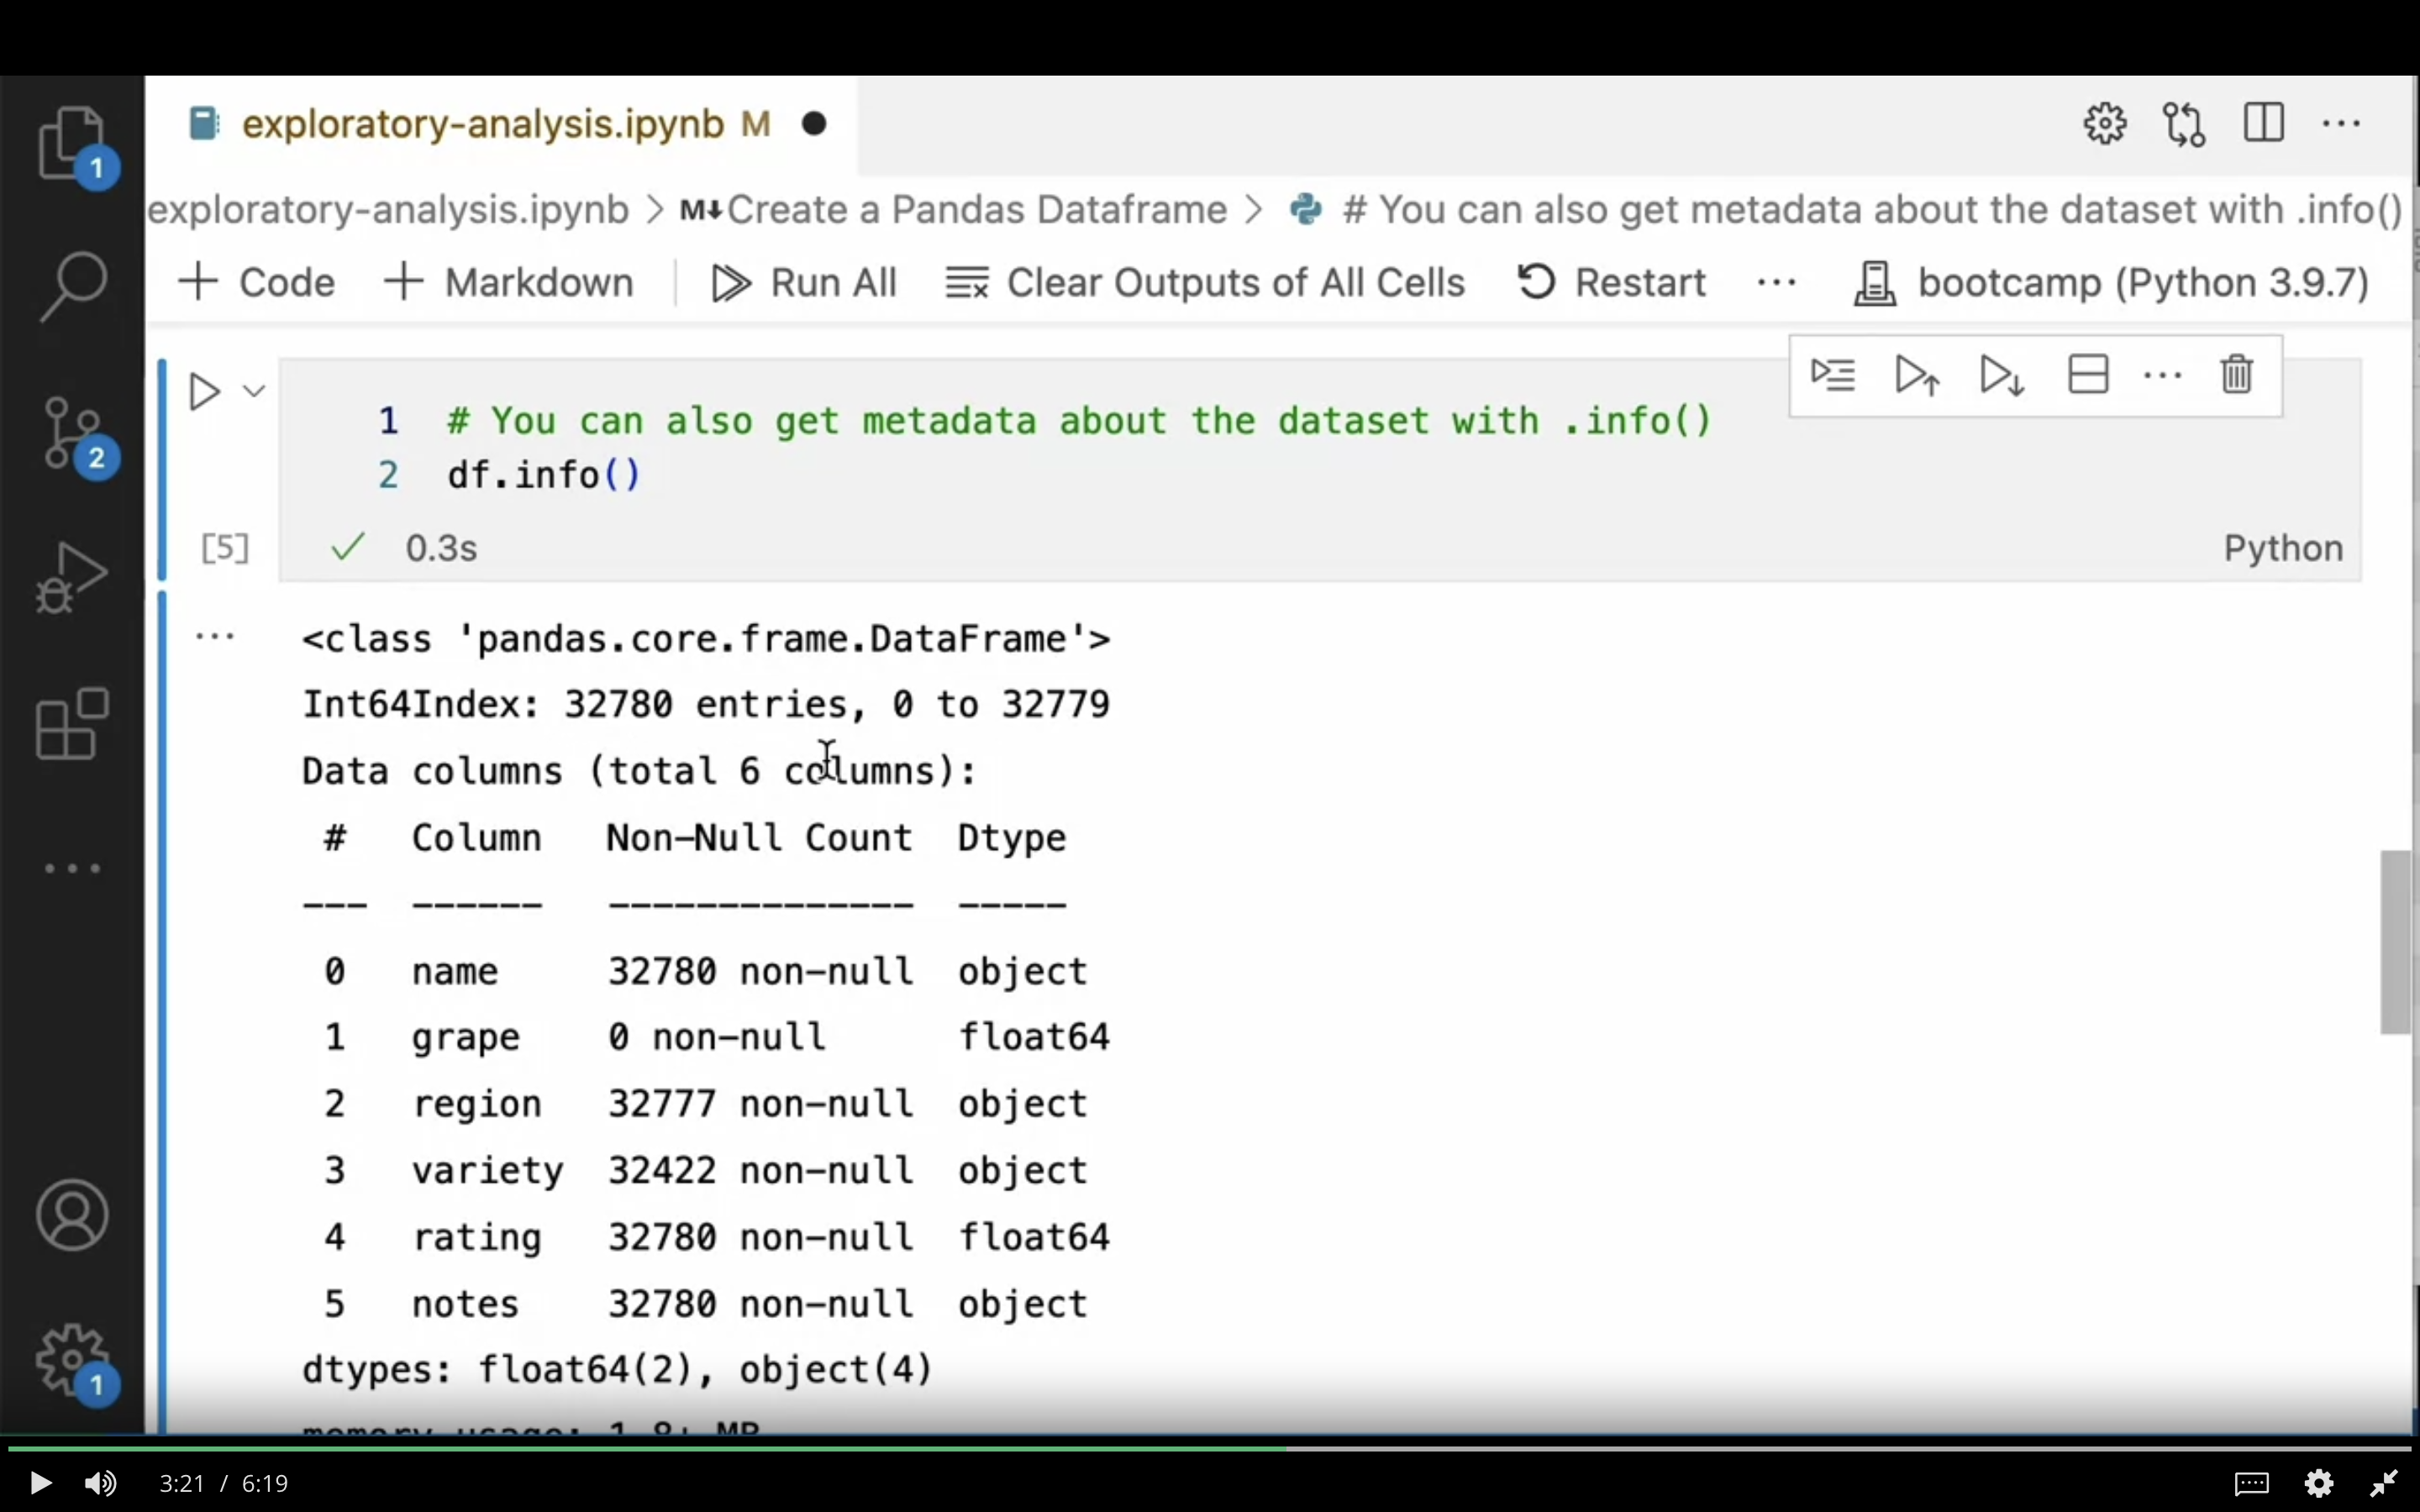 exploratory-analysis.ipynb M
exploratory-analysis.ipynb > M↓ Create a Pandas Dataframe > # You can also get metadata about the dataset with .info()
+ Code + Markdown Run All Clear Outputs of All Cells Restart ... bootcamp (Python 3.9.7)
1 # You can also get metadata about the dataset with .info()
2 df.info()
[5] ✓ 0.3s Python
... <class 'pandas.core.frame.DataFrame'>
Int64Index: 32780 entries, 0 to 32779
Data columns (total 6 columns):
# Column Non-Null Count Dtype
--- ------ -------------- -----
0 name 32780 non-null object
1 grape 0 non-null float64
2 region 32777 non-null object
3 variety 32422 non-null object
4 rating 32780 non-null float64
5 notes 32780 non-null object
dtypes: float64(2), object(4)
memory usage: 1.8+ MB
1
2
1
3:21 / 6:19